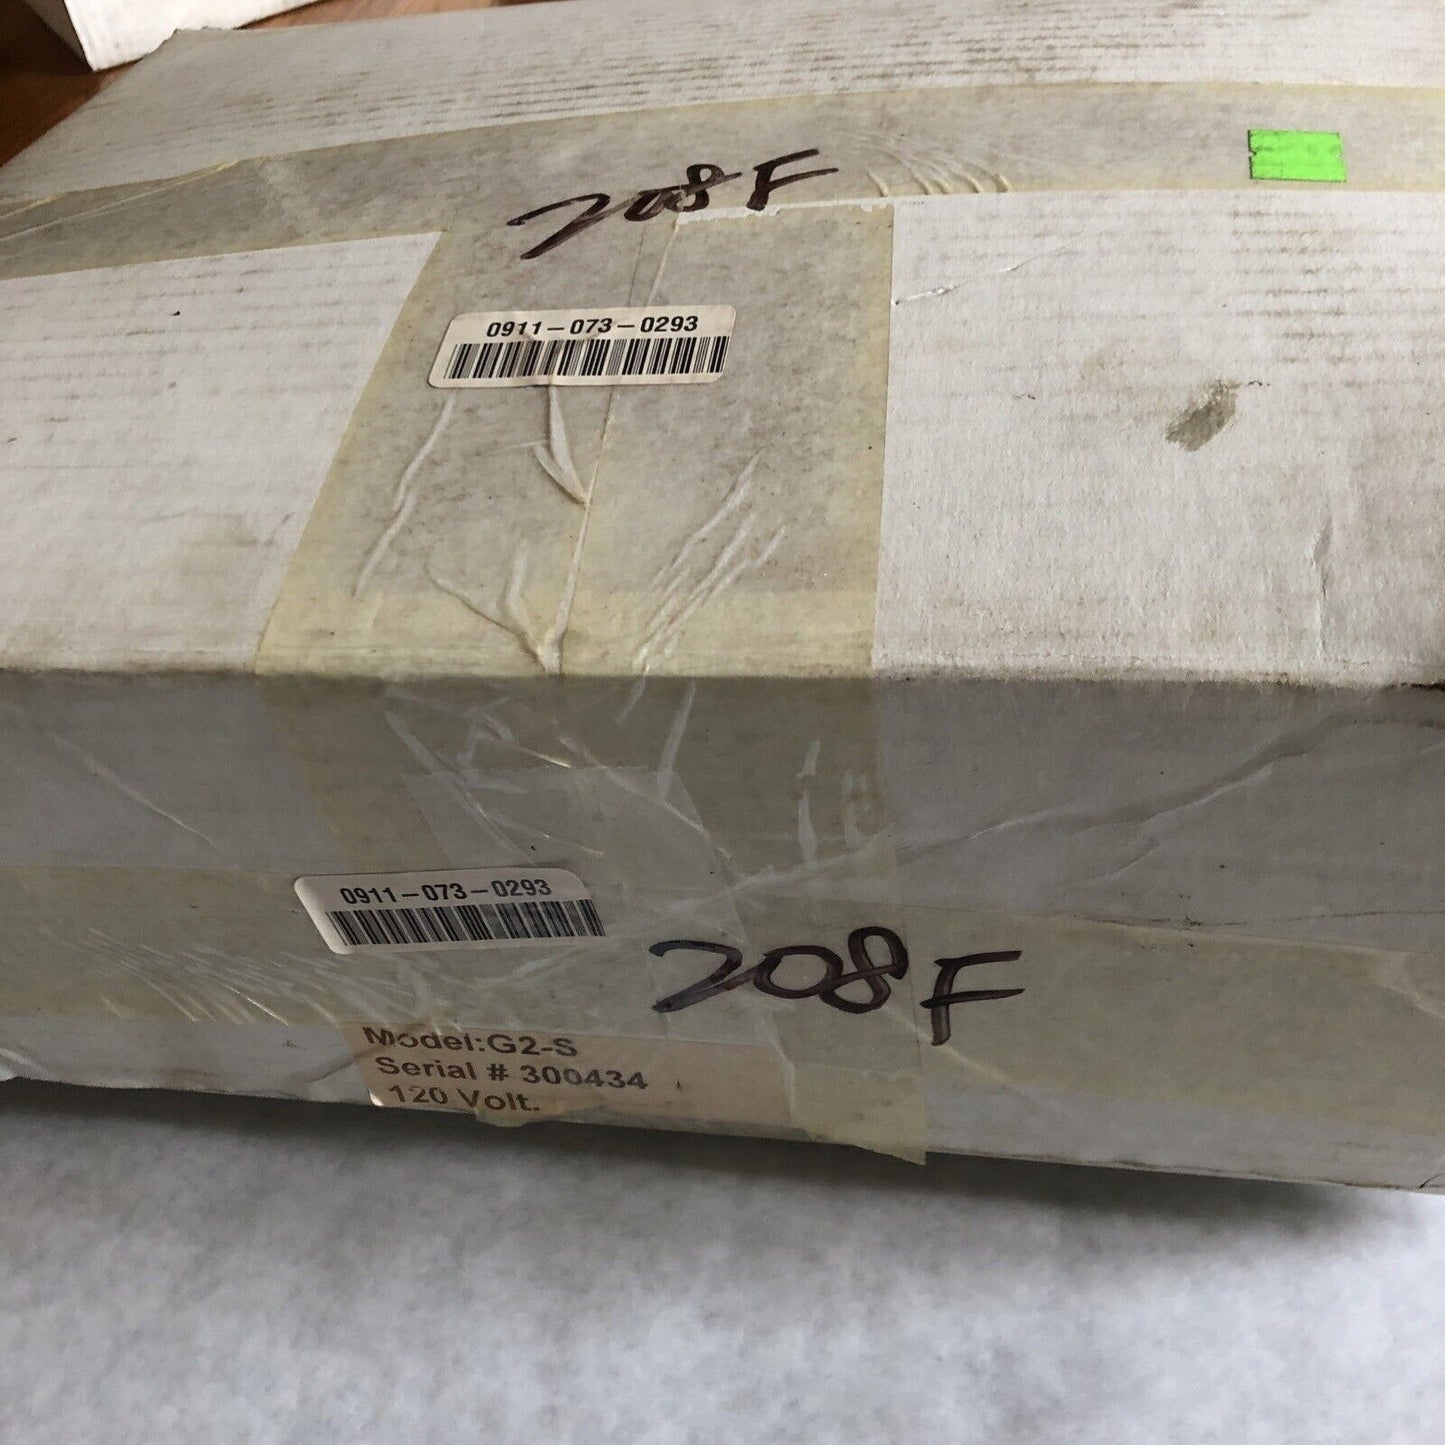 208F
0911-073-0293
0911-073-0293
208F
Model:G2-S
Serial # 300434
120 Volt.